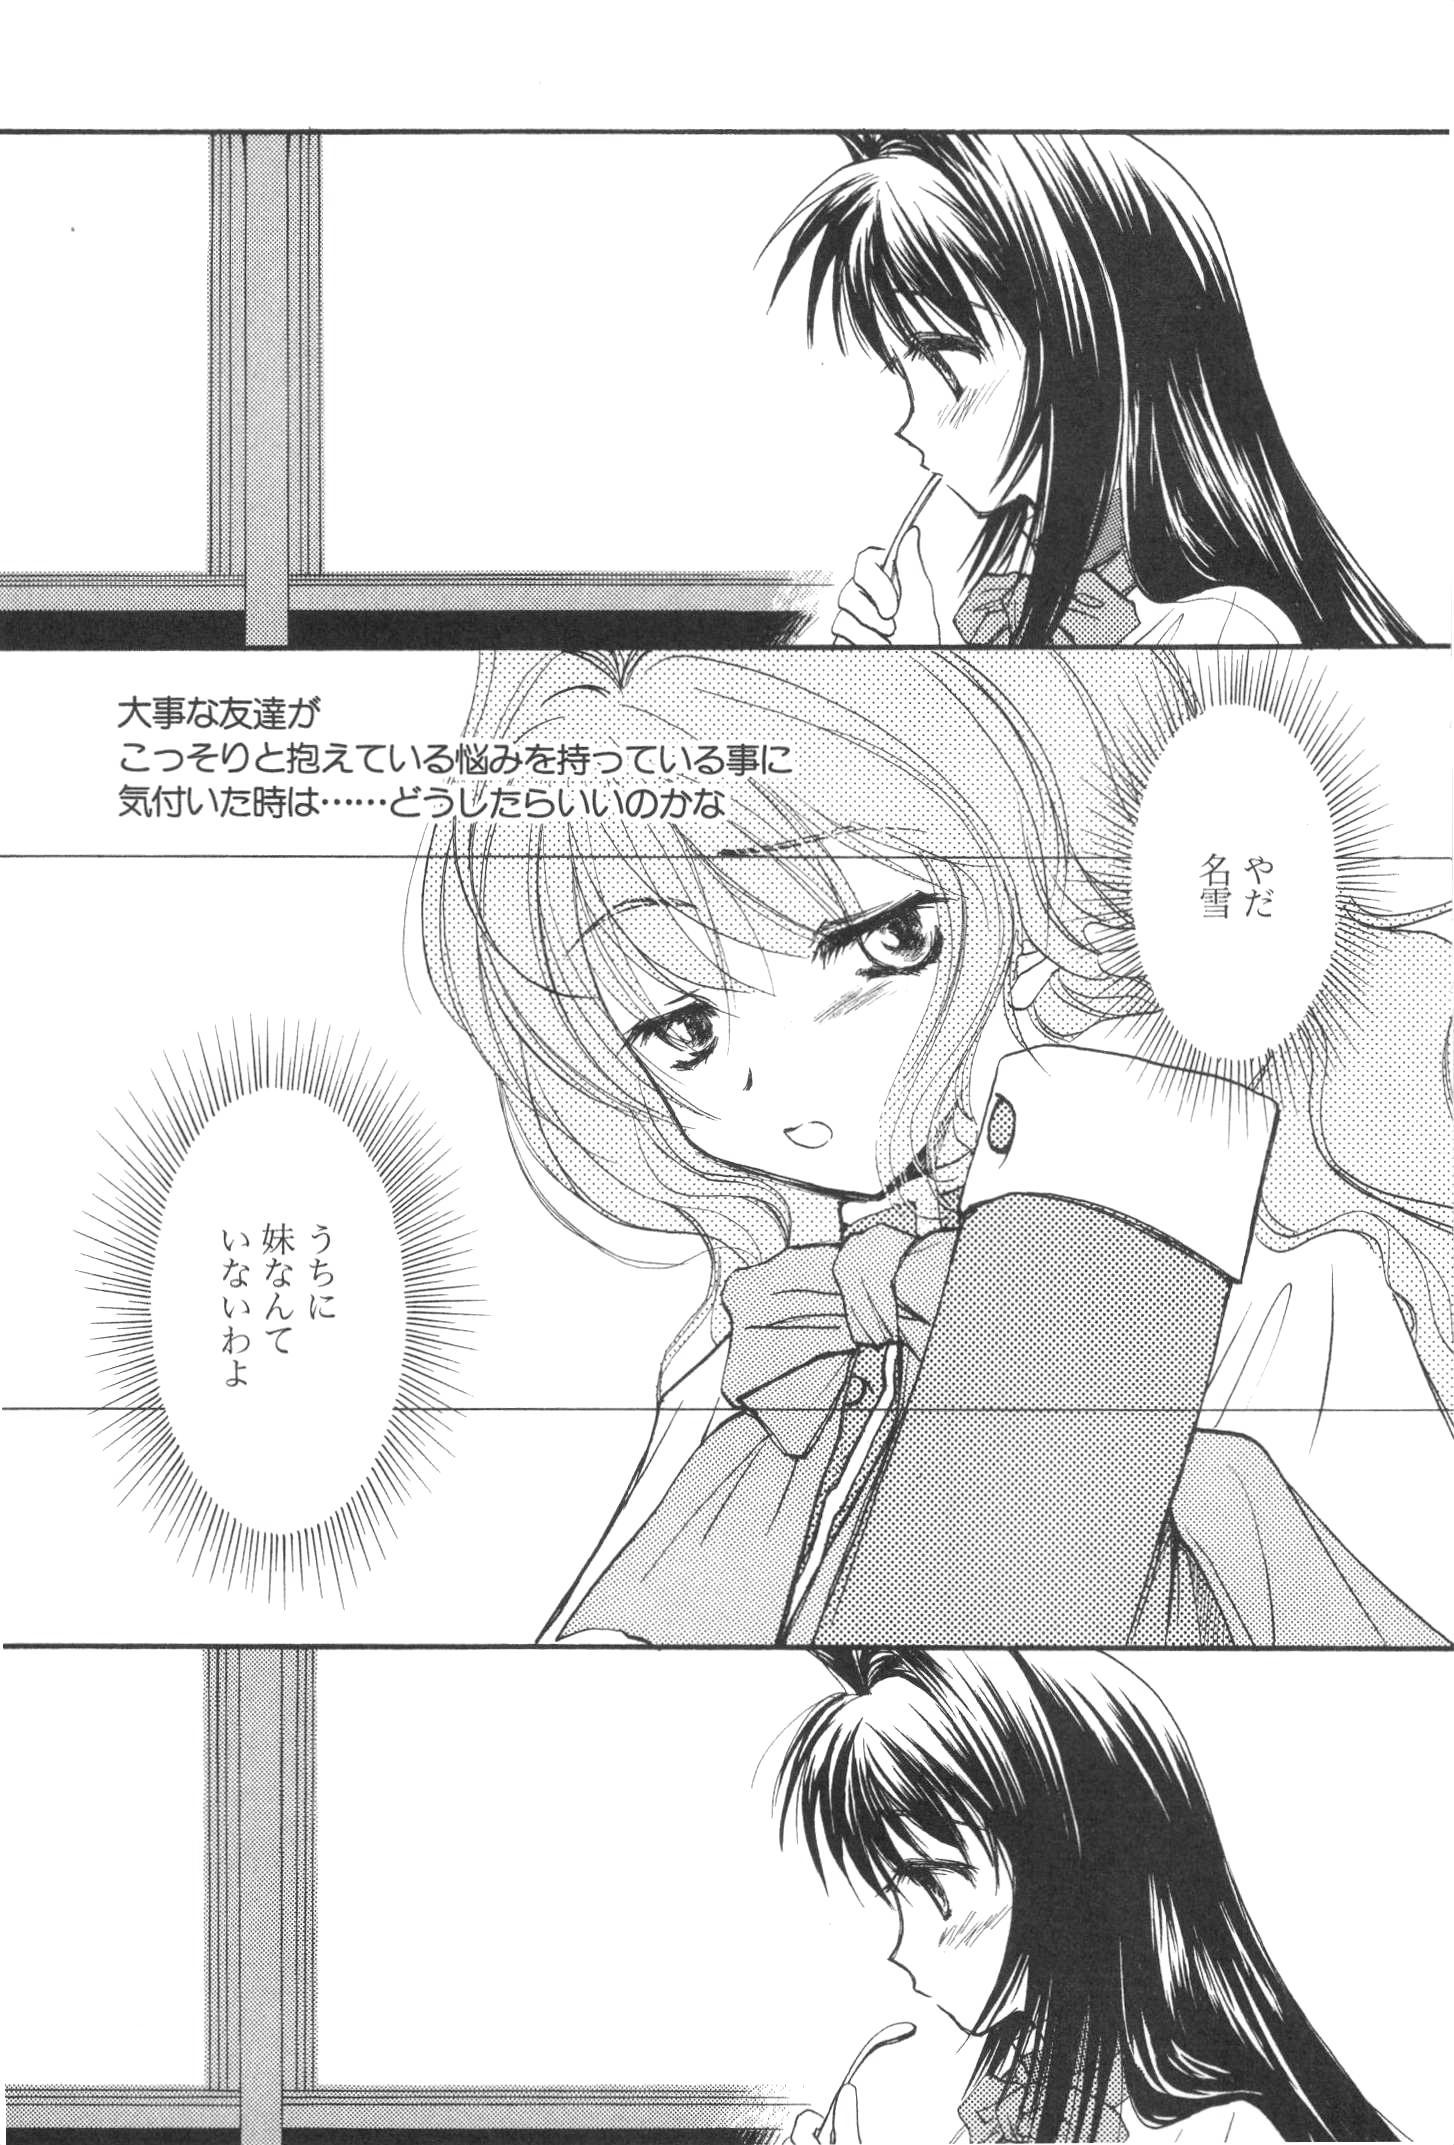 大事な友達が
こっそりと抱えている悩みを持っている事に
気付いた時は……どうしたらいいのかな
やだ
名雪
うちに
妹なんて
いないわよ